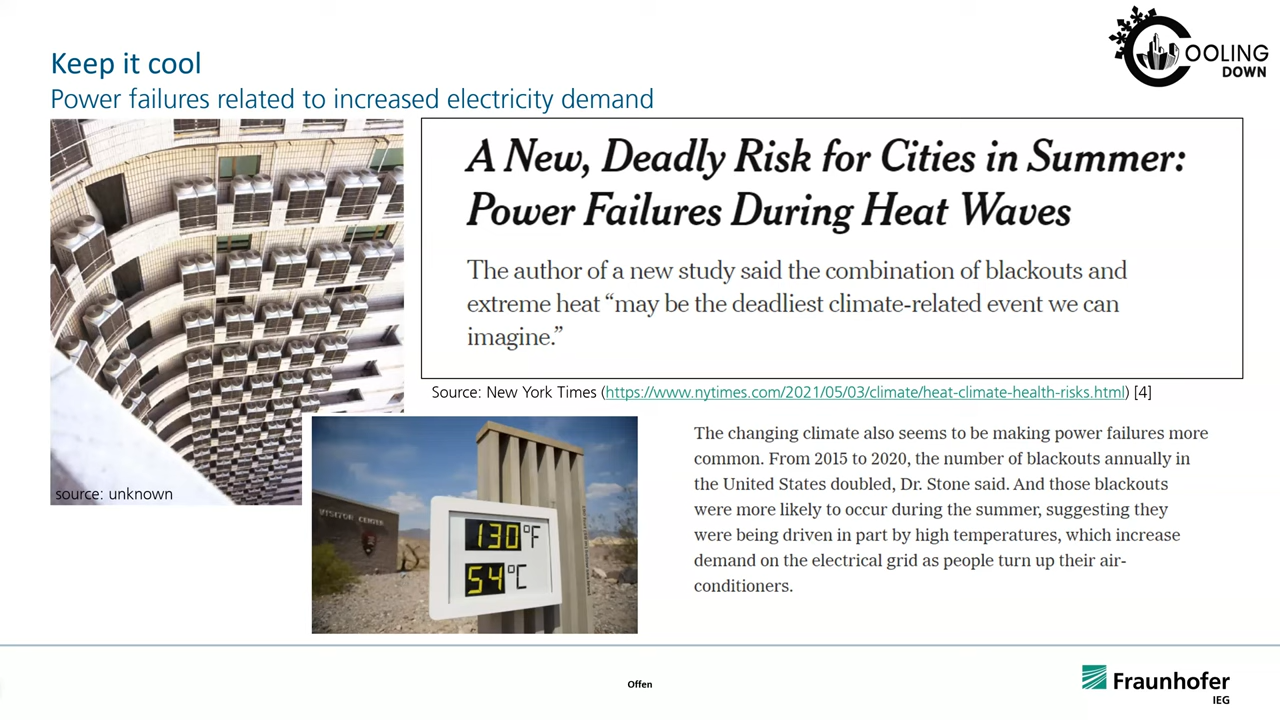 Keep it cool
Power failures related to increased electricity demand
COOLING
DOWN
A New, Deadly Risk for Cities in Summer:
Power Failures During Heat Waves
The author of a new study said the combination of blackouts and
extreme heat “may be the deadliest climate-related event we can
imagine.”
Source: New York Times (https://www.nytimes.com/2021/05/03/climate/heat-climate-health-risks.html) [4]
source: unknown
VISITOR CENTER
130°F
54°C
The changing climate also seems to be making power failures more
common. From 2015 to 2020, the number of blackouts annually in
the United States doubled, Dr. Stone said. And those blackouts
were more likely to occur during the summer, suggesting they
were being driven in part by high temperatures, which increase
demand on the electrical grid as people turn up their air-
conditioners.
Offen
Fraunhofer
IEG